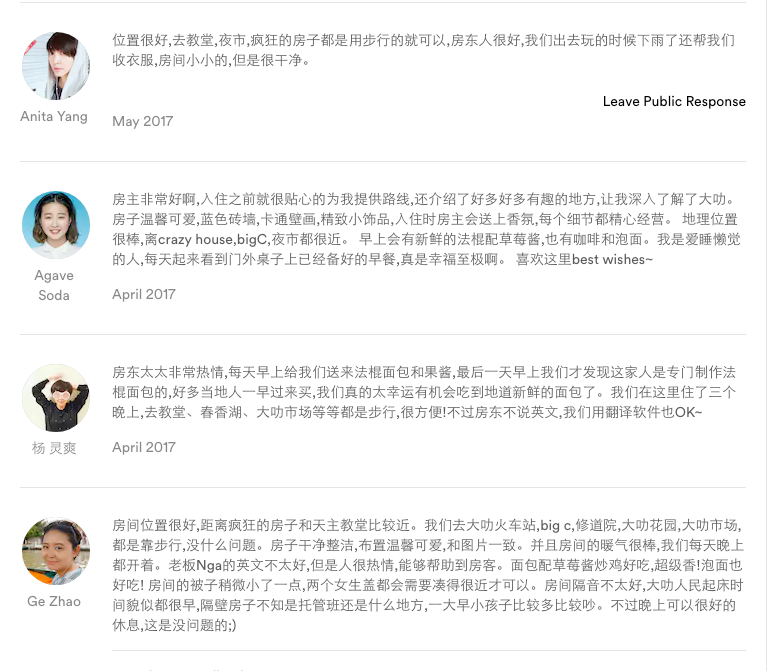 位置很好,去教堂,夜市,疯狂的房子都是用步行的就可以,房东人很好,我们出去玩的时候下雨了还帮我们
收衣服,房间小小的,但是很干净。
Leave Public Response
Anita Yang
May 2017
房主非常好啊,入住之前就很贴心的为我提供路线,还介绍了好多好多有趣的地方,让我深入了解了大叻。
房子温馨可爱,蓝色砖墙,卡通壁画,精致小饰品,入住时房主会送上香氛,每个细节都精心经营。 地理位置
很棒,离crazy house,bigC,夜市都很近。 早上会有新鲜的法棍配草莓酱,也有咖啡和泡面。我是爱睡懒觉
的人,每天起来看到门外桌子上已经备好的早餐,真是幸福至极啊。 喜欢这里best wishes~
Agave
Soda
April 2017
房东太太非常热情,每天早上给我们送来法棍面包和果酱,最后一天早上我们才发现这家人是专门制作法
棍面包的,好多当地人一早过来买,我们真的太幸运有机会吃到地道新鲜的面包了。我们在这里住了三个
晚上,去教堂、春香湖、大叻市场等等都是步行,很方便!不过房东不说英文,我们用翻译软件也OK~
杨 灵爽
April 2017
房间位置很好,距离疯狂的房子和天主教堂比较近。我们去大叻火车站,big c,修道院,大叻花园,大叻市场,
都是靠步行,没什么问题。房子干净整洁,布置温馨可爱,和图片一致。并且房间的暖气很棒,我们每天晚上
都开着。老板Nga的英文不太好,但是人很热情,能够帮助到房客。面包配草莓酱炒鸡好吃,超级香!泡面也
好吃! 房间的被子稍微小了一点,两个女生盖都会需要凑得很近才可以。房间隔音不太好,大叻人民起床时
间貌似都很早,隔壁房子不知是托管班还是什么地方,一大早小孩子比较多比较吵。不过晚上可以很好的
休息,这是没问题的;)
Ge Zhao